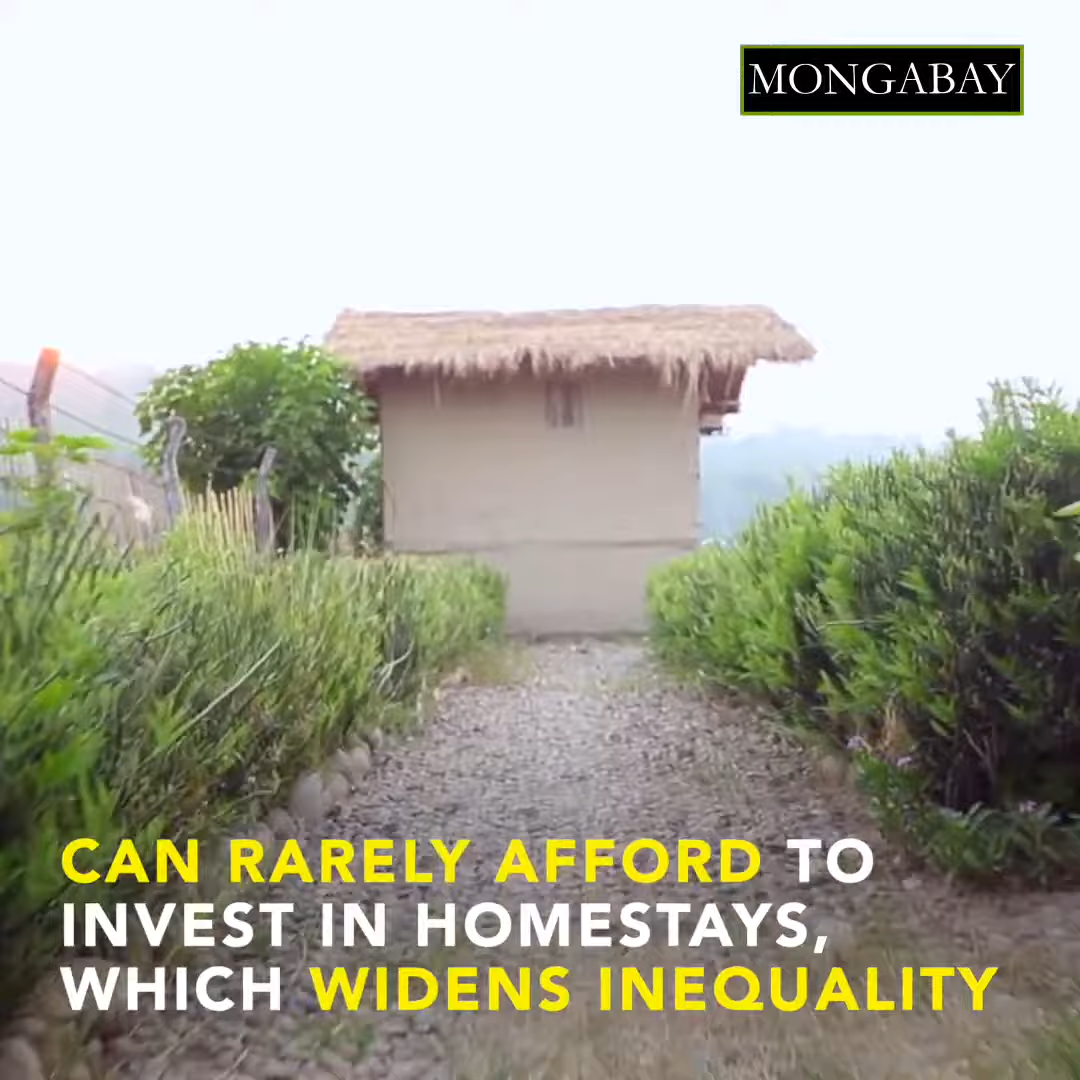 MONGABAY
CAN RARELY AFFORD TO
INVEST IN HOMESTAYS,
WHICH WIDENS INEQUALITY